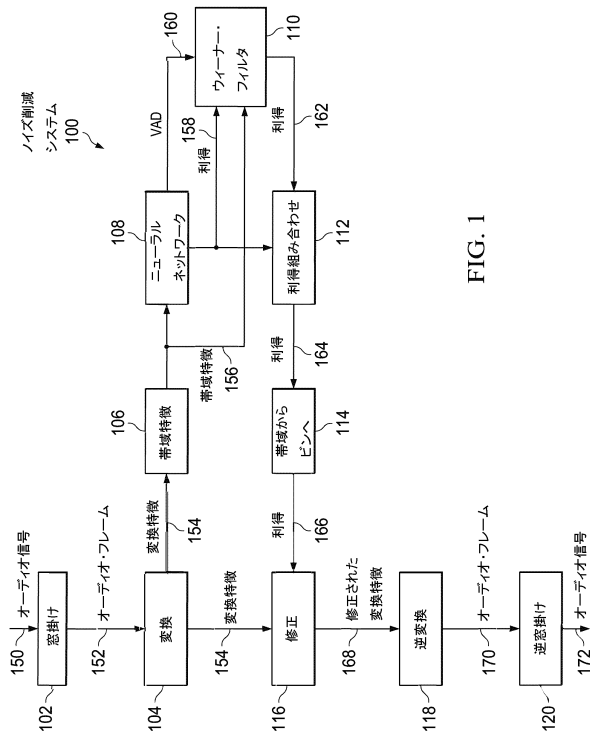 ノイズ削減
システム
100
150
オーディオ信号
102
窓掛け
152
オーディオ・フレーム
104
変換
変換特徴
154
106
帯域特徴
帯域特徴
156
108
ニューラル
ネットワーク
VAD
160
158
利得
110
ウィーナー・
フィルタ
利得
162
112
利得組み合わせ
利得
164
114
帯域から
ビンへ
利得
166
変換特徴
154
116
修正
修正された
変換特徴
168
118
逆変換
オーディオ・フレーム
170
120
逆窓掛け
オーディオ信号
172
FIG. 1